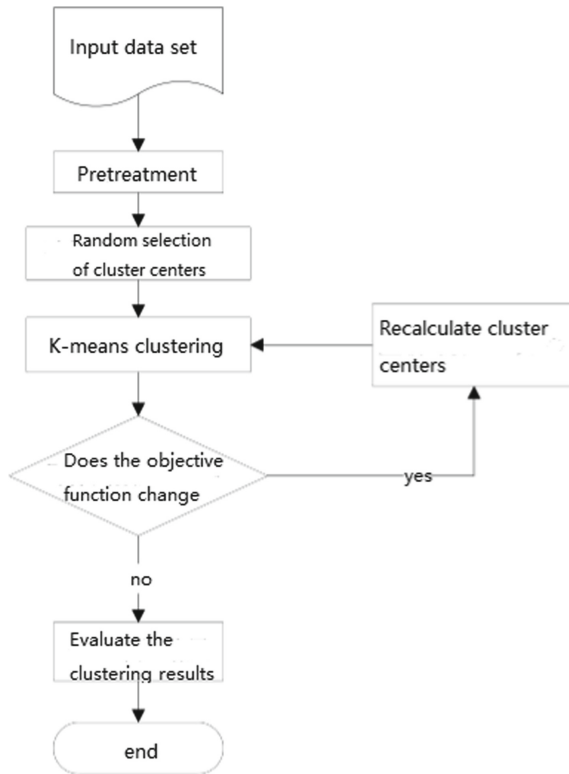 Input data set
Pretreatment
Random selection
of cluster centers
K-means clustering
Recalculate cluster
centers
Does the objective
function change
yes
no
Evaluate the
clustering results
end